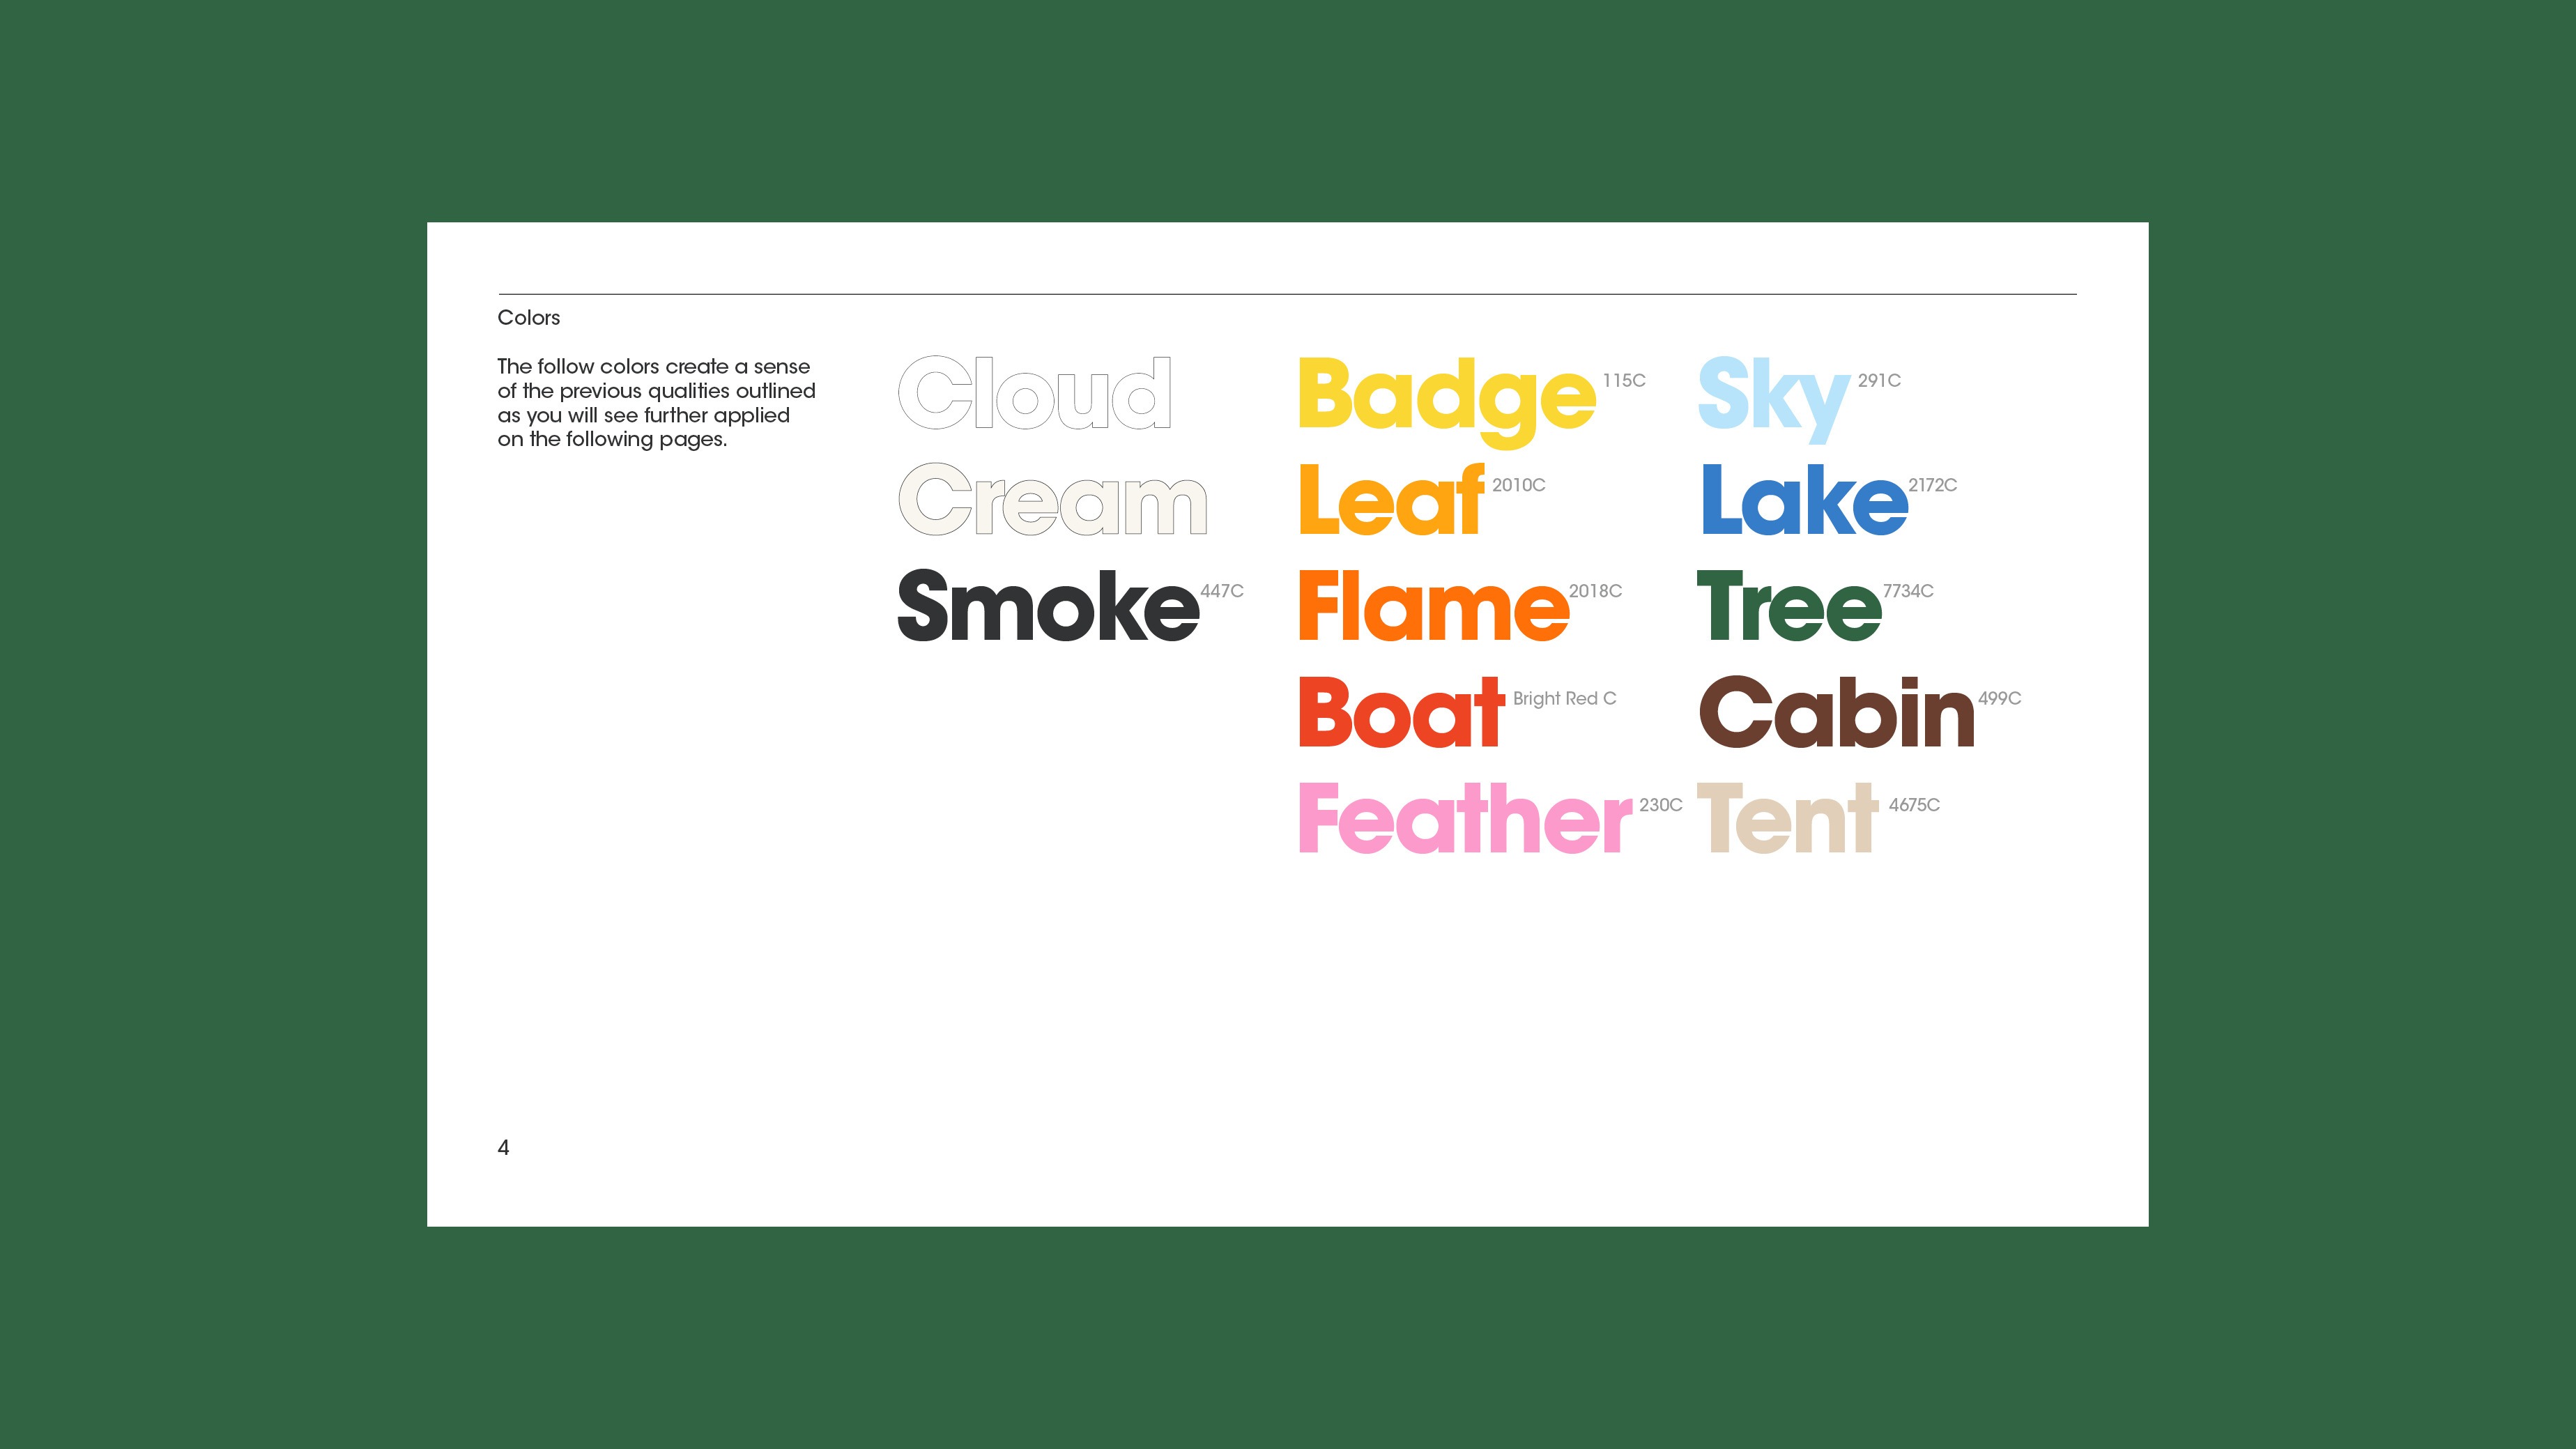 Colors
The follow colors create a sense
of the previous qualities outlined
as you will see further applied
on the following pages.
Cloud
Cream
Smoke 447C
Badge 115C
Leaf 2010C
Flame 2018C
Boat Bright Red C
Feather 230C
Sky 291C
Lake 2172C
Tree 7734C
Cabin 499C
Tent 4675C
4